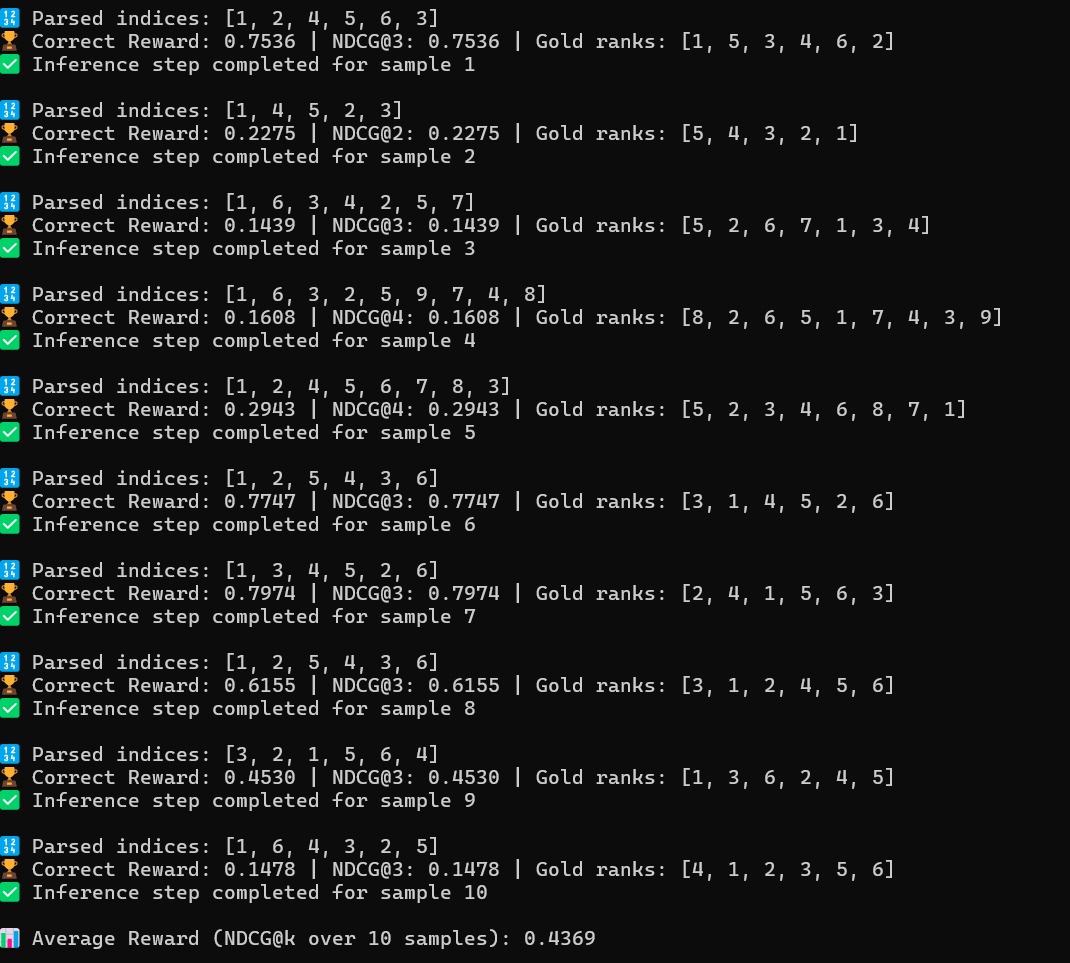 🔢 Parsed indices: [1, 2, 4, 5, 6, 3]
🏆 Correct Reward: 0.7536 | NDCG@3: 0.7536 | Gold ranks: [1, 5, 3, 4, 6, 2]
✅ Inference step completed for sample 1
🔢 Parsed indices: [1, 4, 5, 2, 3]
🏆 Correct Reward: 0.2275 | NDCG@2: 0.2275 | Gold ranks: [5, 4, 3, 2, 1]
✅ Inference step completed for sample 2
🔢 Parsed indices: [1, 6, 3, 4, 2, 5, 7]
🏆 Correct Reward: 0.1439 | NDCG@3: 0.1439 | Gold ranks: [5, 2, 6, 7, 1, 3, 4]
✅ Inference step completed for sample 3
🔢 Parsed indices: [1, 6, 3, 2, 5, 9, 7, 4, 8]
🏆 Correct Reward: 0.1608 | NDCG@4: 0.1608 | Gold ranks: [8, 2, 6, 5, 1, 7, 4, 3, 9]
✅ Inference step completed for sample 4
🔢 Parsed indices: [1, 2, 4, 5, 6, 7, 8, 3]
🏆 Correct Reward: 0.2943 | NDCG@4: 0.2943 | Gold ranks: [5, 2, 3, 4, 6, 8, 7, 1]
✅ Inference step completed for sample 5
🔢 Parsed indices: [1, 2, 5, 4, 3, 6]
🏆 Correct Reward: 0.7747 | NDCG@3: 0.7747 | Gold ranks: [3, 1, 4, 5, 2, 6]
✅ Inference step completed for sample 6
🔢 Parsed indices: [1, 3, 4, 5, 2, 6]
🏆 Correct Reward: 0.7974 | NDCG@3: 0.7974 | Gold ranks: [2, 4, 1, 5, 6, 3]
✅ Inference step completed for sample 7
🔢 Parsed indices: [1, 2, 5, 4, 3, 6]
🏆 Correct Reward: 0.6155 | NDCG@3: 0.6155 | Gold ranks: [3, 1, 2, 4, 5, 6]
✅ Inference step completed for sample 8
🔢 Parsed indices: [3, 2, 1, 5, 6, 4]
🏆 Correct Reward: 0.4530 | NDCG@3: 0.4530 | Gold ranks: [1, 3, 6, 2, 4, 5]
✅ Inference step completed for sample 9
🔢 Parsed indices: [1, 6, 4, 3, 2, 5]
🏆 Correct Reward: 0.1478 | NDCG@3: 0.1478 | Gold ranks: [4, 1, 2, 3, 5, 6]
✅ Inference step completed for sample 10
📊 Average Reward (NDCG@k over 10 samples): 0.4369